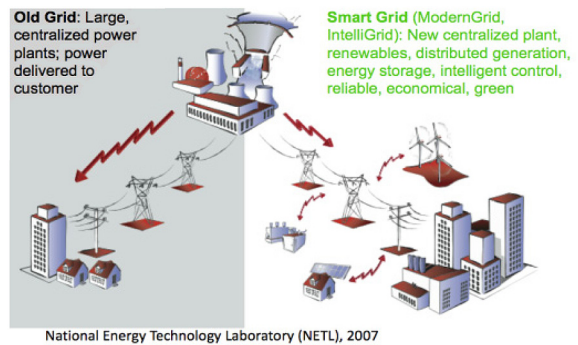 Old Grid: Large,
centralized power
plants; power
delivered to
customer
Smart Grid (ModernGrid,
IntelliGrid): New centralized plant,
renewables, distributed generation,
energy storage, intelligent control,
reliable, economical, green
National Energy Technology Laboratory (NETL), 2007